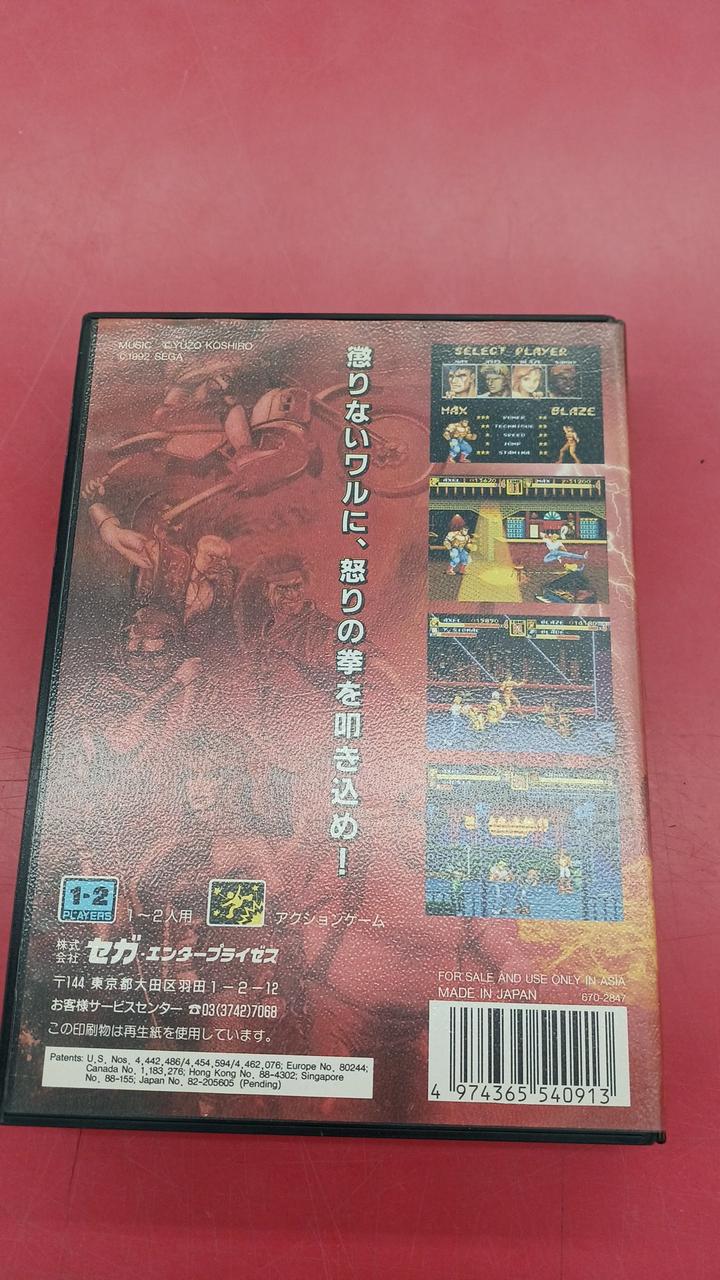 MUSIC ©YUZO KOSHIRO
©1992 SEGA
懲りないワルに、怒りの拳を叩き込め！
SELECT PLAYER
MAX
BLAZE
POWER
TECHNIQUE
SPEED
JUMP
STAMINA
AXEL
MAX
AXEL
BLAZE
1-2
PLAYERS
1～2人用
アクションゲーム
株式会社 セガ・エンタープライゼス
〒144 東京都大田区羽田1－2－12
お客様サービスセンター ☎03(3742)7068
この印刷物は再生紙を使用しています。
Patents: U.S. Nos. 4,442,486/4,454,594/4,462,076; Europe No. 80244;
Canada No. 1,183,276; Hong Kong No. 88-4302; Singapore
No. 88-155; Japan No. 82-205605 (Pending)
FOR SALE AND USE ONLY IN ASIA
MADE IN JAPAN 670-2847
4 974365 540913